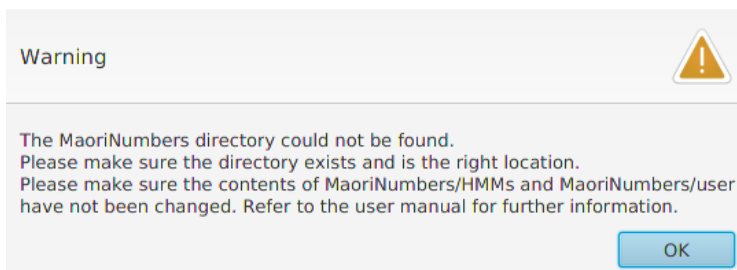 Warning
The MaoriNumbers directory could not be found.
Please make sure the directory exists and is the right location.
Please make sure the contents of MaoriNumbers/HMMs and MaoriNumbers/user
have not been changed. Refer to the user manual for further information.
OK